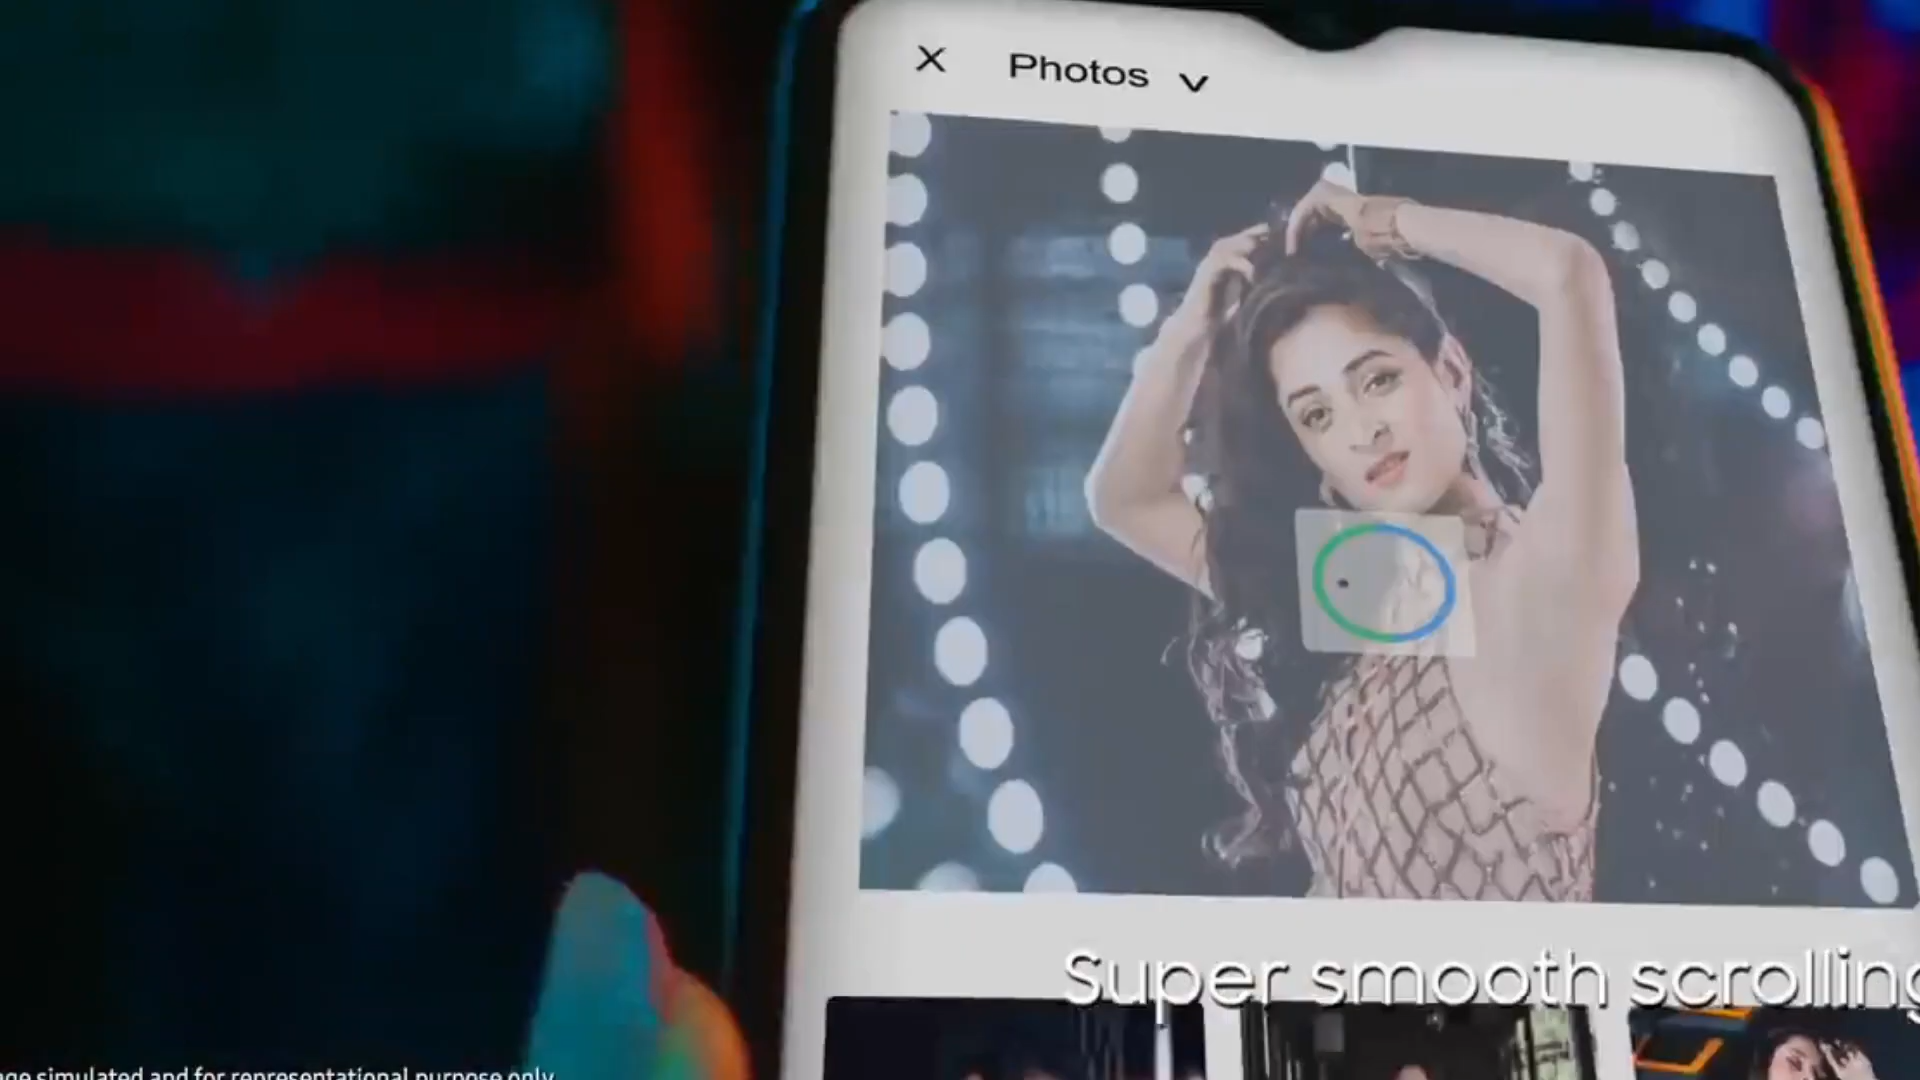 Photos
Super smooth scrolling
simulated and for representational purpose only